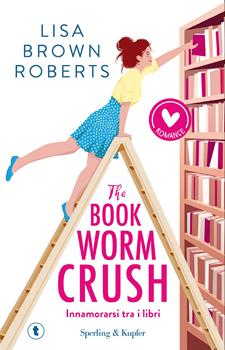 LISA
BROWN
ROBERTS
ROMANCE
The
BOOK
WORM
CRUSH
Innamorarsi tra i libri
t
Sperling & Kupfer